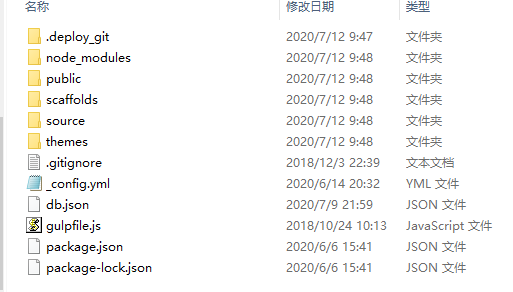 名称 修改日期 类型
.deploy_git 2020/7/12 9:47 文件夹
node_modules 2020/7/12 9:48 文件夹
public 2020/7/12 9:48 文件夹
scaffolds 2020/7/12 9:48 文件夹
source 2020/7/12 9:48 文件夹
themes 2020/7/12 9:48 文件夹
.gitignore 2018/12/3 22:39 文本文档
_config.yml 2020/6/14 20:32 YML 文件
db.json 2020/7/9 21:59 JSON 文件
gulpfile.js 2018/10/24 10:13 JavaScript 文件
package.json 2020/6/6 15:41 JSON 文件
package-lock.json 2020/6/6 15:41 JSON 文件